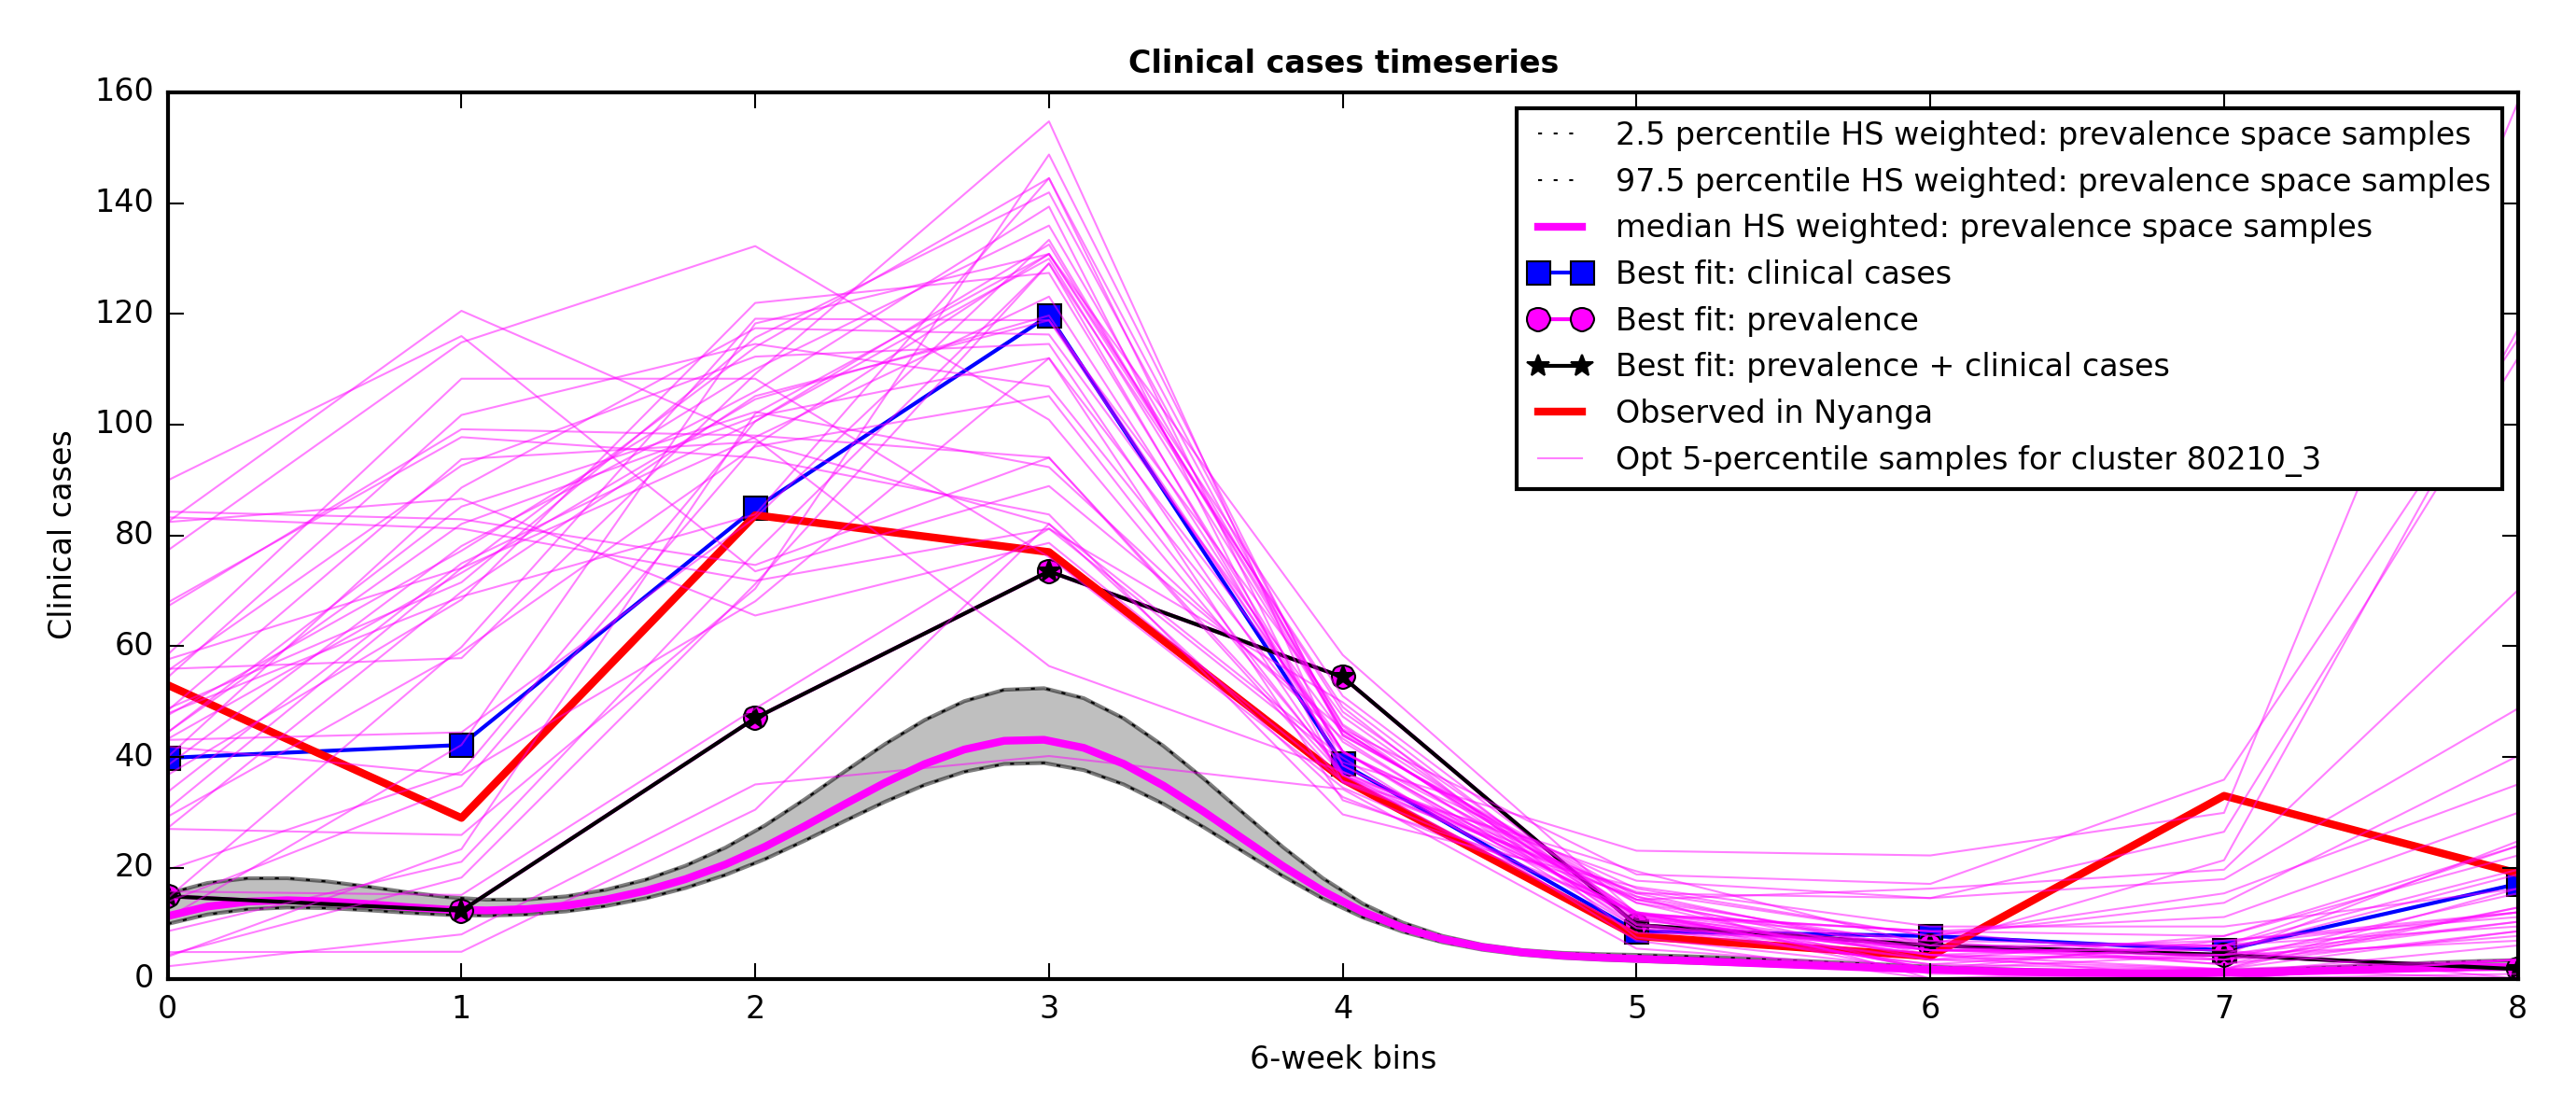 Clinical cases timeseries
160
140
120
100
80
60
40
20
0
Clinical cases
2.5 percentile HS weighted: prevalence space samples
97.5 percentile HS weighted: prevalence space samples
median HS weighted: prevalence space samples
Best fit: clinical cases
Best fit: prevalence
Best fit: prevalence + clinical cases
Observed in Nyanga
Opt 5-percentile samples for cluster 80210_3
0 1 2 3 4 5 6 7 8
6-week bins